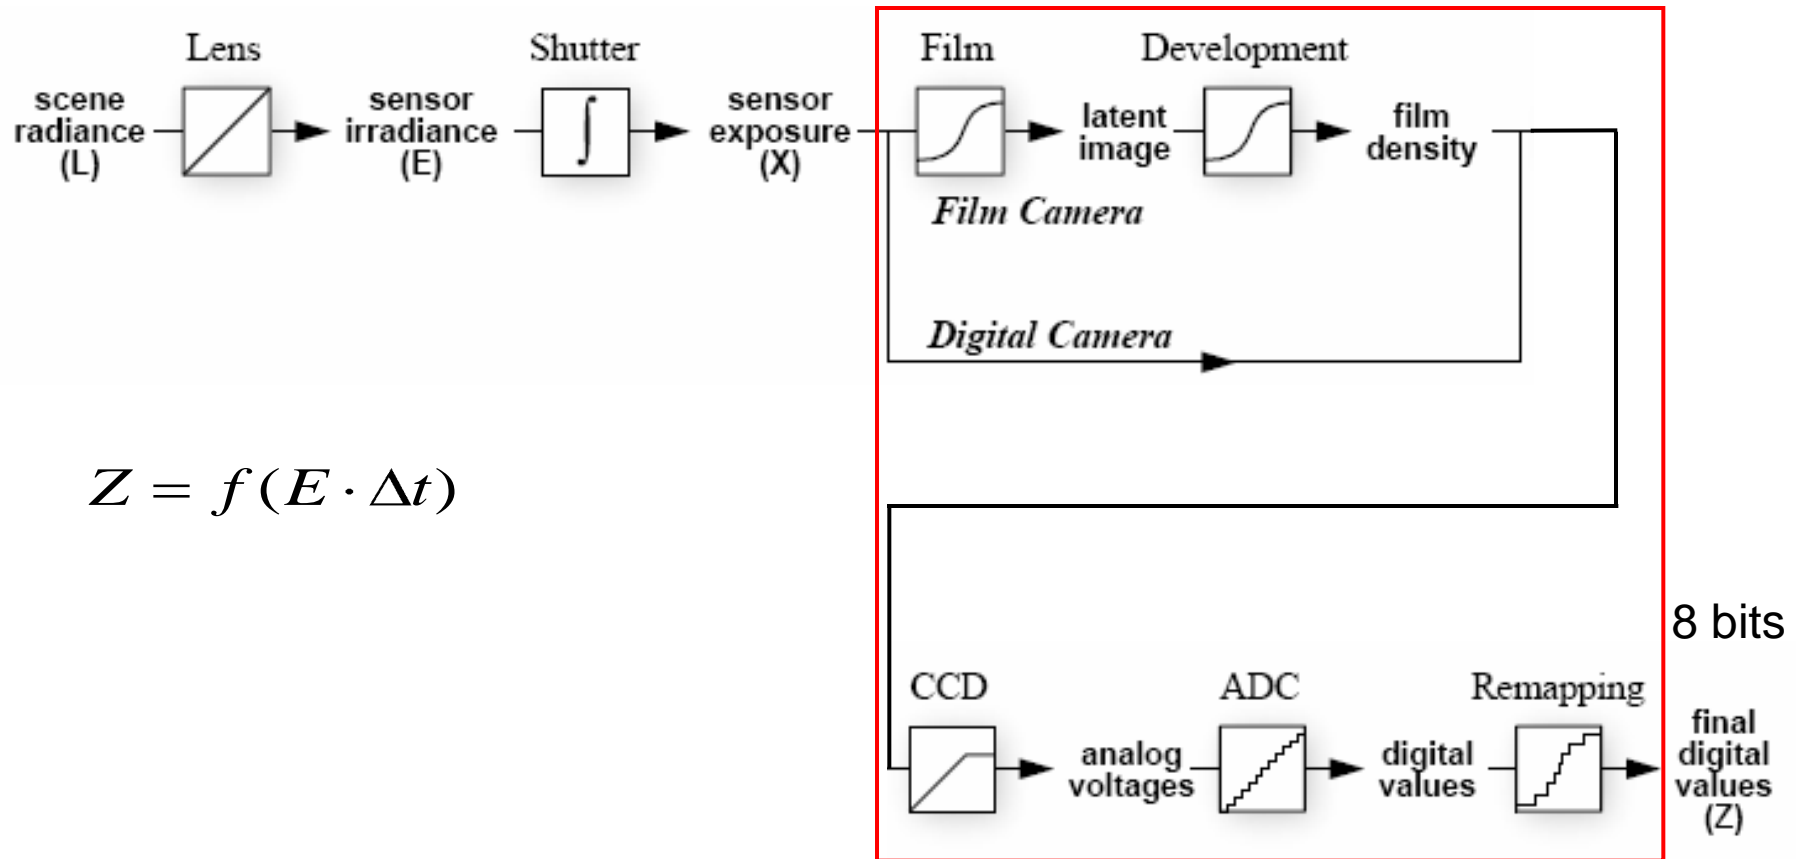 Lens
Shutter
Film
Development
scene
radiance
(L)
sensor
irradiance
(E)
∫
sensor
exposure
(X)
latent
image
film
density
Film Camera
Digital Camera
Z = f(E · Δt)
8 bits
CCD
ADC
Remapping
analog
voltages
digital
values
final
digital
values
(Z)